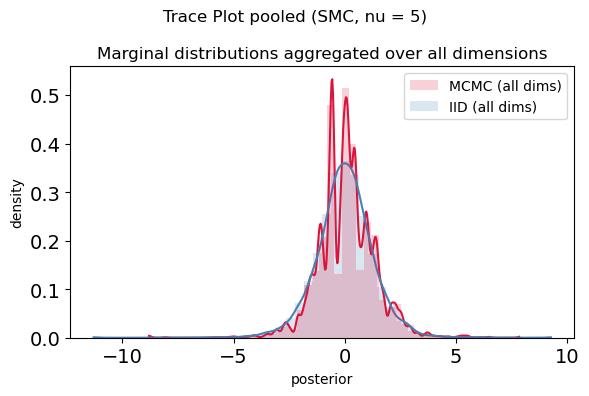 Trace Plot pooled (SMC, nu = 5)
Marginal distributions aggregated over all dimensions
MCMC (all dims)
IID (all dims)
density
0.5
0.4
0.3
0.2
0.1
0.0
−10
−5
0
5
10
posterior